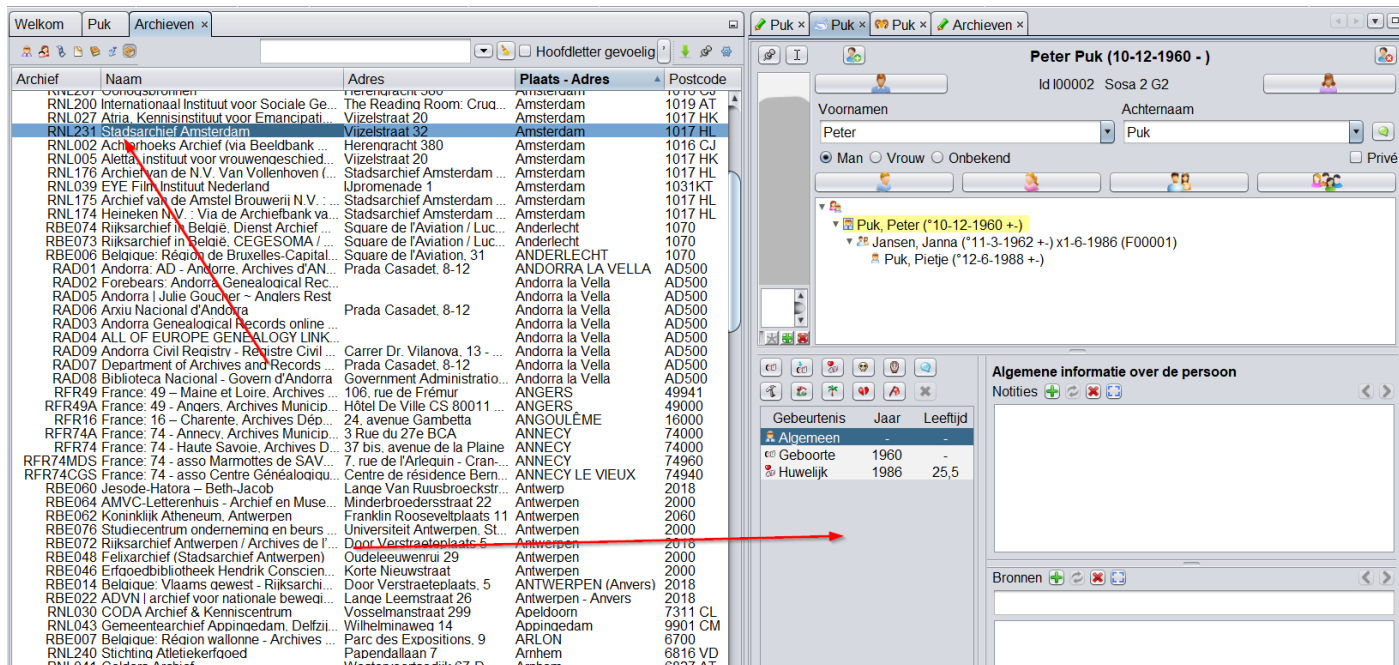 Welkom Puk Archieven ×
Hoofdletter gevoelig
Archief Naam Adres Plaats - Adres Postcode
RNL200 Internationaal Instituut voor Sociale Ge... The Reading Room: Cruq... Amsterdam 1019 AT
RNL027 Atria, Kennisinstituut voor Emancipati... Vijzelstraat 20 Amsterdam 1017 HK
RNL231 Stadsarchief Amsterdam Vijzelstraat 32 Amsterdam 1017 HL
RNL002 Achterhoeks Archief (via Beeldbank ... Herengracht 380 Amsterdam 1016 CJ
RNL005 Aletta, instituut voor vrouwengeschied... Vijzelstraat 20 Amsterdam 1017 HK
RNL176 Archief van de N.V. Van Vollenhoven (... Stadsarchief Amsterdam ... Amsterdam 1017 HL
RNL039 EYE Film Instituut Nederland IJpromenade 1 Amsterdam 1031KT
RNL175 Archief van de Amstel Brouwerij N.V. : ... Stadsarchief Amsterdam ... Amsterdam 1017 HL
RNL174 Heineken N.V. : Via de Archiefbank va... Stadsarchief Amsterdam ... Amsterdam 1017 HL
RBE074 Rijksarchief in België, Dienst Archief ... Square de l'Aviation / Luc... Anderlecht 1070
RBE073 Rijksarchief in België, CEGESOMA / ... Square de l'Aviation / Luc... Anderlecht 1070
RBE006 Belgique: Région de Bruxelles-Capital... Square de l'Aviation, 31 ANDERLECHT 1070
RAD01 Andorra: AD - Andorre, Archives d'AN... Prada Casadet, 8-12 ANDORRA LA VELLA AD500
RAD02 Forebears: Andorra Genealogical Rec... Andorra la Vella AD500
RAD05 Andorra | Julie Goucher ~ Anglers Rest Andorra la Vella AD500
RAD06 Arxiu Nacional d'Andorra Prada Casadet, 8-12 Andorra la Vella AD500
RAD03 Andorra Genealogical Records online ... Andorra la Vella AD500
RAD04 ALL OF EUROPE GENEALOGY LINK... Andorra la Vella AD500
RAD09 Andorra Civil Registry - Registre Civil ... Carrer Dr. Vilanova, 13 - ... Andorra la Vella AD500
RAD07 Department of Archives and Records ... Prada Casadet, 8-12 Andorra la Vella AD500
RAD08 Biblioteca Nacional - Govern d'Andorra Government Administratio... Andorra la Vella AD500
RFR49 France: 49 – Maine et Loire, Archives ... 106, rue de Frémur ANGERS 49941
RFR49A France: 49 - Angers, Archives Municip... Hôtel De Ville CS 80011 ... ANGERS 49000
RFR16 France: 16 – Charente, Archives Dép... 24, avenue Gambetta ANGOULÊME 16000
RFR74A France: 74 - Annecy, Archives Municip... 3 Rue du 27e BCA ANNECY 74000
RFR74 France: 74 - Haute Savoie, Archives D... 37 bis, avenue de la Plaine ANNECY 74000
RFR74MDS France: 74 - asso Marmottes de SAV... 7, rue de l'Arlequin - Cran-... ANNECY 74960
RFR74CGS France: 74 - asso Centre Généalogiqu... Centre de résidence Bern... ANNECY LE VIEUX 74940
RBE060 Jesode-Hatora – Beth-Jacob Lange Van Ruusbroeckstr... Antwerp 2018
RBE064 AMVC-Letterenhuis - Archief en Muse... Minderbroedersstraat 22 Antwerpen 2000
RBE062 Koninklijk Atheneum, Antwerpen Franklin Rooseveltplaats 11 Antwerpen 2060
RBE076 Studiecentrum onderneming en beurs ... Universiteit Antwerpen, St... Antwerpen 2000
RBE072 Rijksarchief Antwerpen / Archives de l'... Door Verstraeteplaats 5 Antwerpen 2018
RBE048 Felixarchief (Stadsarchief Antwerpen) Oudeleeuwenrui 29 Antwerpen 2000
RBE046 Erfgoedbibliotheek Hendrik Conscien... Korte Nieuwstraat Antwerpen 2000
RBE014 Belgique: Vlaams gewest - Rijksarchi... Door Verstraeteplaats, 5 ANTWERPEN (Anvers) 2018
RBE022 ADVN | archief voor nationale bewegi... Lange Leemstraat 26 Antwerpen - Anvers 2018
RNL030 CODA Archief & Kenniscentrum Vosselmanstraat 299 Apeldoorn 7311 CL
RNL043 Gemeentearchief Appingedam, Delfzij... Wilhelminaweg 14 Appingedam 9901 CM
RBE007 Belgique: Région wallonne - Archives ... Parc des Expositions, 9 ARLON 6700
RNL240 Stichting Atletiekerfgoed Papendallaan 7 Arnhem 6816 VD
Puk × Puk × Puk × Archieven ×
Peter Puk (10-12-1960 - )
Id I00002 Sosa 2 G2
Voornamen Achternaam
Peter Puk
Man Vrouw Onbekend Privé
Puk, Peter (°10-12-1960 +-)
Jansen, Janna (°11-3-1962 +-) x1-6-1986 (F00001)
Puk, Pietje (°12-6-1988 +-)
Gebeurtenis Jaar Leeftijd
Algemeen - -
Geboorte 1960 -
Huwelijk 1986 25,5
Algemene informatie over de persoon
Notities
Bronnen